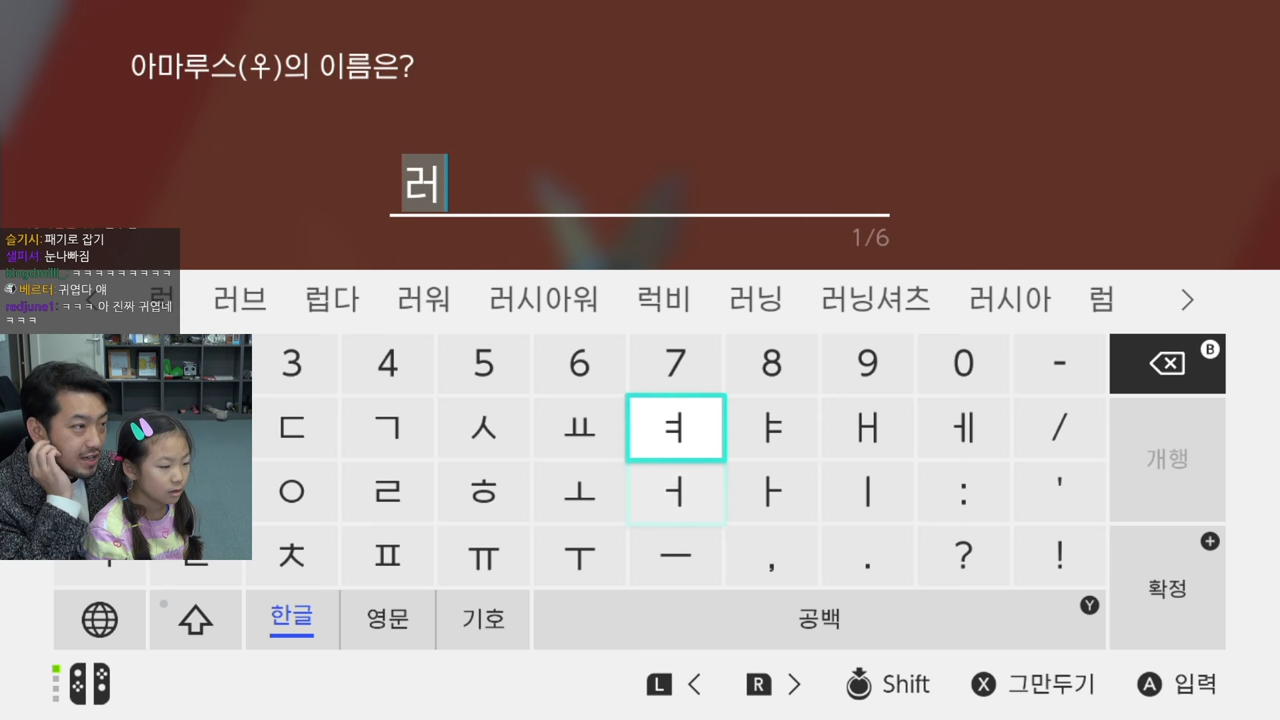 아마루스(♀)의 이름은?
러
1/6
슬기시: 패기로 잡기
샐피셔: 눈나빠짐
ㅋㅋㅋㅋㅋㅋㅋㅋㅋ
베르터: 귀엽다 얘
redjune1: ㅋㅋㅋ 아 진짜 귀엽네
ㅋㅋㅋ
러브 럽다 러워 러시아워 럭비 러닝 러닝셔츠 러시아 럼
3 4 5 6 7 8 9 0 - B
ㄷ ㄱ ㅅ ㅛ ㅕ ㅑ ㅐ ㅔ / 개행
ㅇ ㄹ ㅎ ㅗ ㅓ ㅏ ㅣ : '
ㅊ ㅍ ㅠ ㅜ ㅡ , . ? ! + 확정
한글 영문 기호 공백 Y
L < R > Shift X 그만두기 A 입력